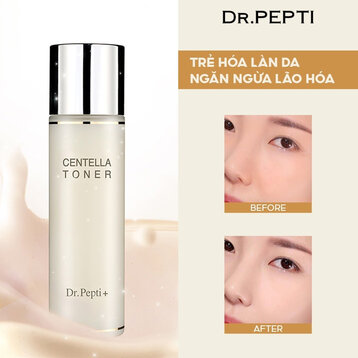 DR.PEPTI
TRẺ HÓA LÀN DA
NGĂN NGỪA LÃO HÓA
CENTELLA
TONER
Dr.Pepti+
BEFORE
AFTER